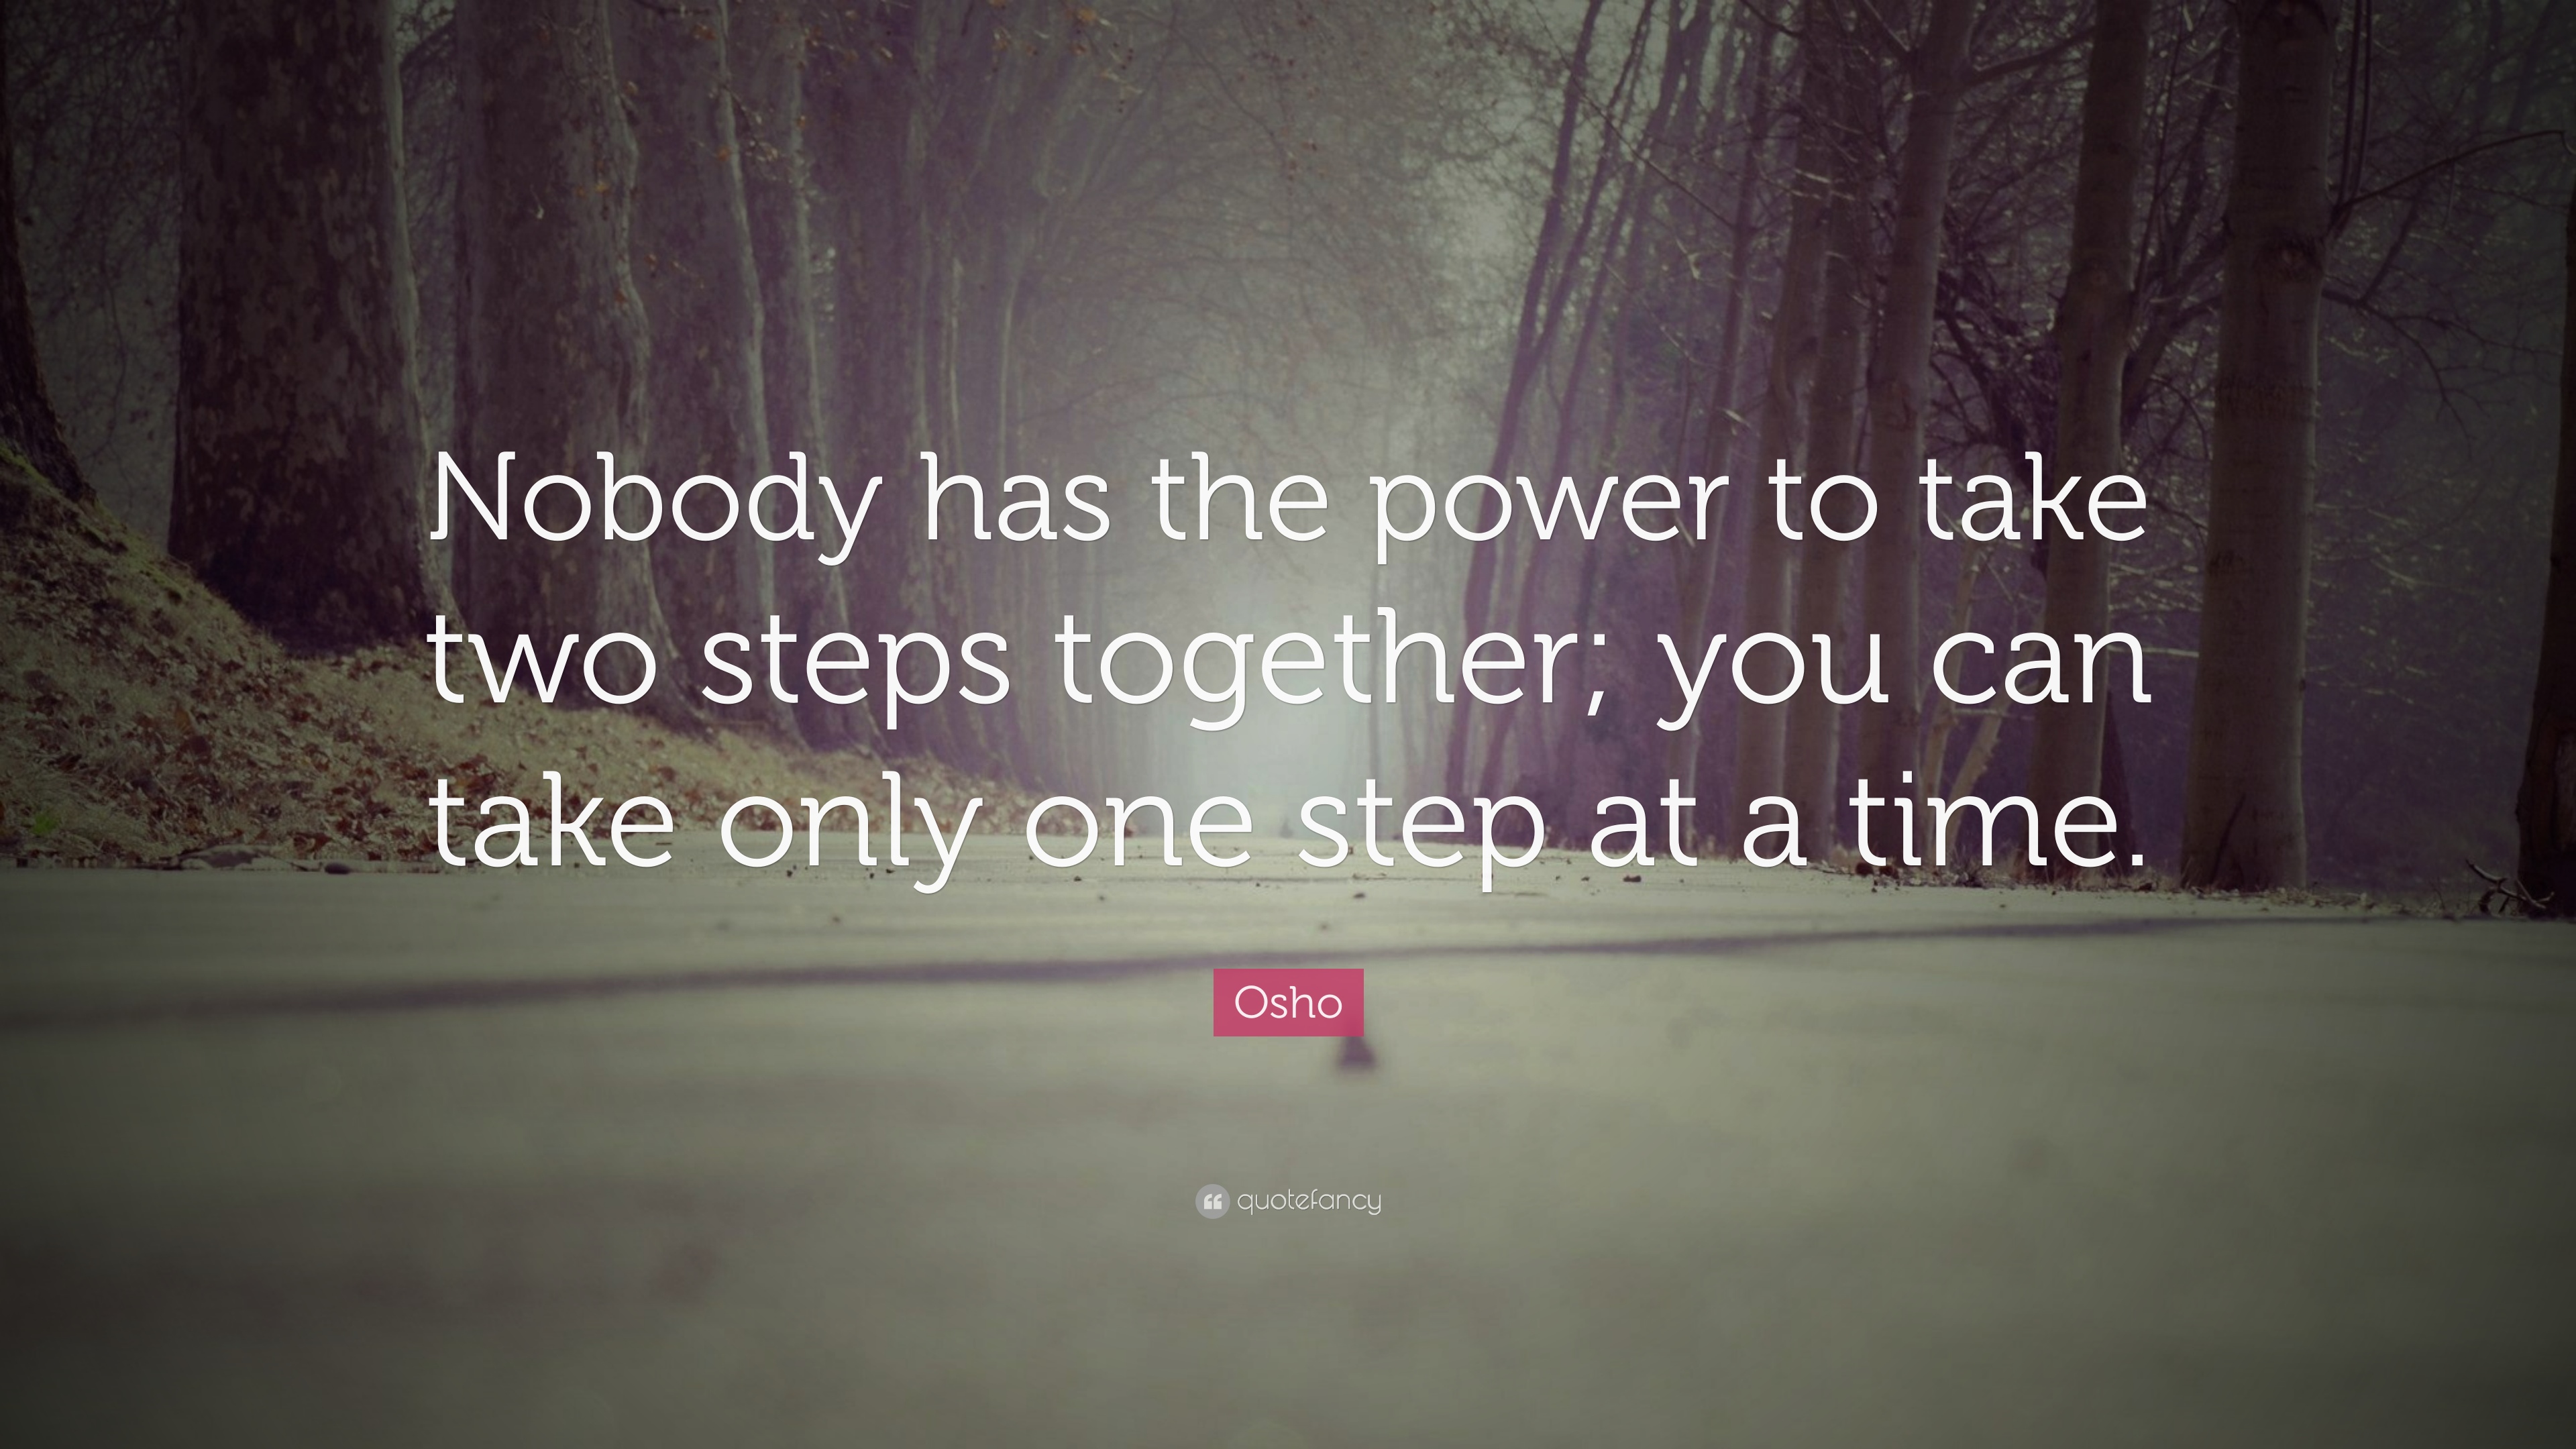 Nobody has the power to take
two steps together; you can
take only one step at a time.
Osho
quotefancy